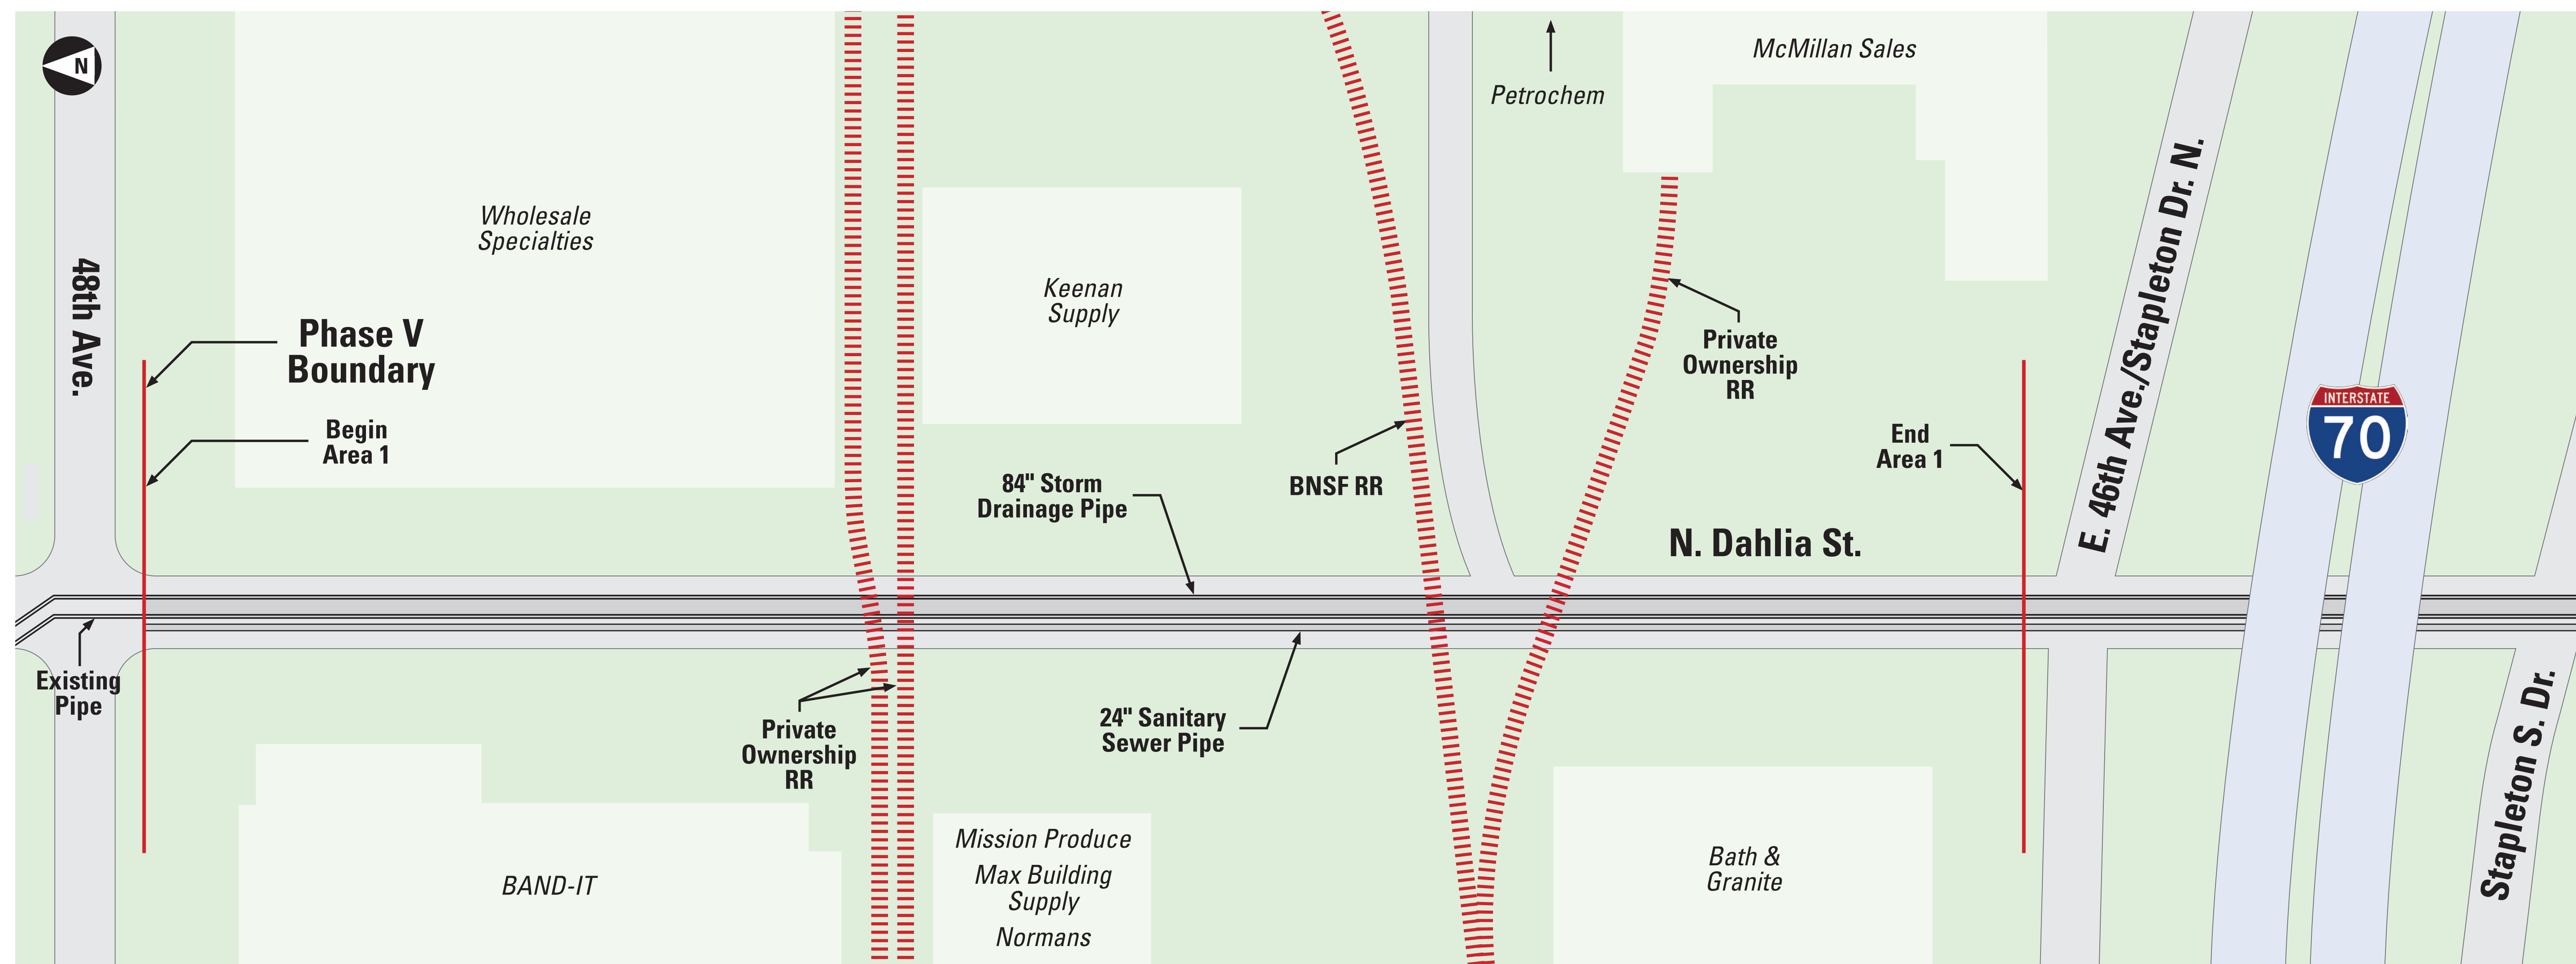 N
48th Ave.
Wholesale
Specialties
Phase V
Boundary
Begin
Area 1
Keenan
Supply
Petrochem
McMillan Sales
Private
Ownership
RR
BNSF RR
84" Storm
Drainage Pipe
End
Area 1
N. Dahlia St.
E. 46th Ave./Stapleton Dr. N.
INTERSTATE
70
Existing
Pipe
Private
Ownership
RR
24" Sanitary
Sewer Pipe
BAND-IT
Mission Produce
Max Building
Supply
Normans
Bath &
Granite
Stapleton S. Dr.